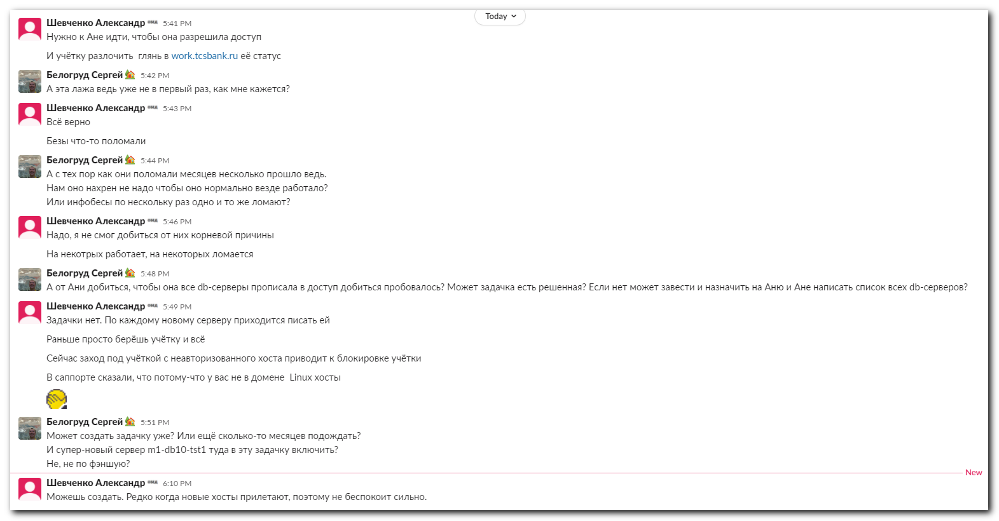 Today
Шевченко Александр 5:41 PM
Нужно к Ане идти, чтобы она разрешила доступ
И учётку разлочить глянь в work.tcsbank.ru её статус
Белогруд Сергей 5:42 PM
А эта лажа ведь уже не в первый раз, как мне кажется?
Шевченко Александр 5:43 PM
Всё верно
Безы что-то поломали
Белогруд Сергей 5:44 PM
А с тех пор как они поломали месяцев несколько прошло ведь.
Нам оно нахрен не надо чтобы оно нормально везде работало?
Или инфобесы по нескольку раз одно и то же ломают?
Шевченко Александр 5:46 PM
Надо, я не смог добиться от них корневой причины
На некотрых работает, на некоторых ломается
Белогруд Сергей 5:48 PM
А от Ани добиться, чтобы она все db-серверы прописала в доступ добиться пробовалось? Может задачка есть решенная? Если нет может завести и назначить на Аню и Ане написать список всех db-серверов?
Шевченко Александр 5:49 PM
Задачки нет. По каждому новому серверу приходится писать ей
Раньше просто берёшь учётку и всё
Сейчас заход под учёткой с неавторизованного хоста приводит к блокировке учётки
В саппорте сказали, что потому-что у вас не в домене Linux хосты
Белогруд Сергей 5:51 PM
Может создать задачку уже? Или ещё сколько-то месяцев подождать?
И супер-новый сервер m1-db10-tst1 туда в эту задачку включить?
Не, не по фэншую?
New
Шевченко Александр 6:10 PM
Можешь создать. Редко когда новые хосты прилетают, поэтому не беспокоит сильно.